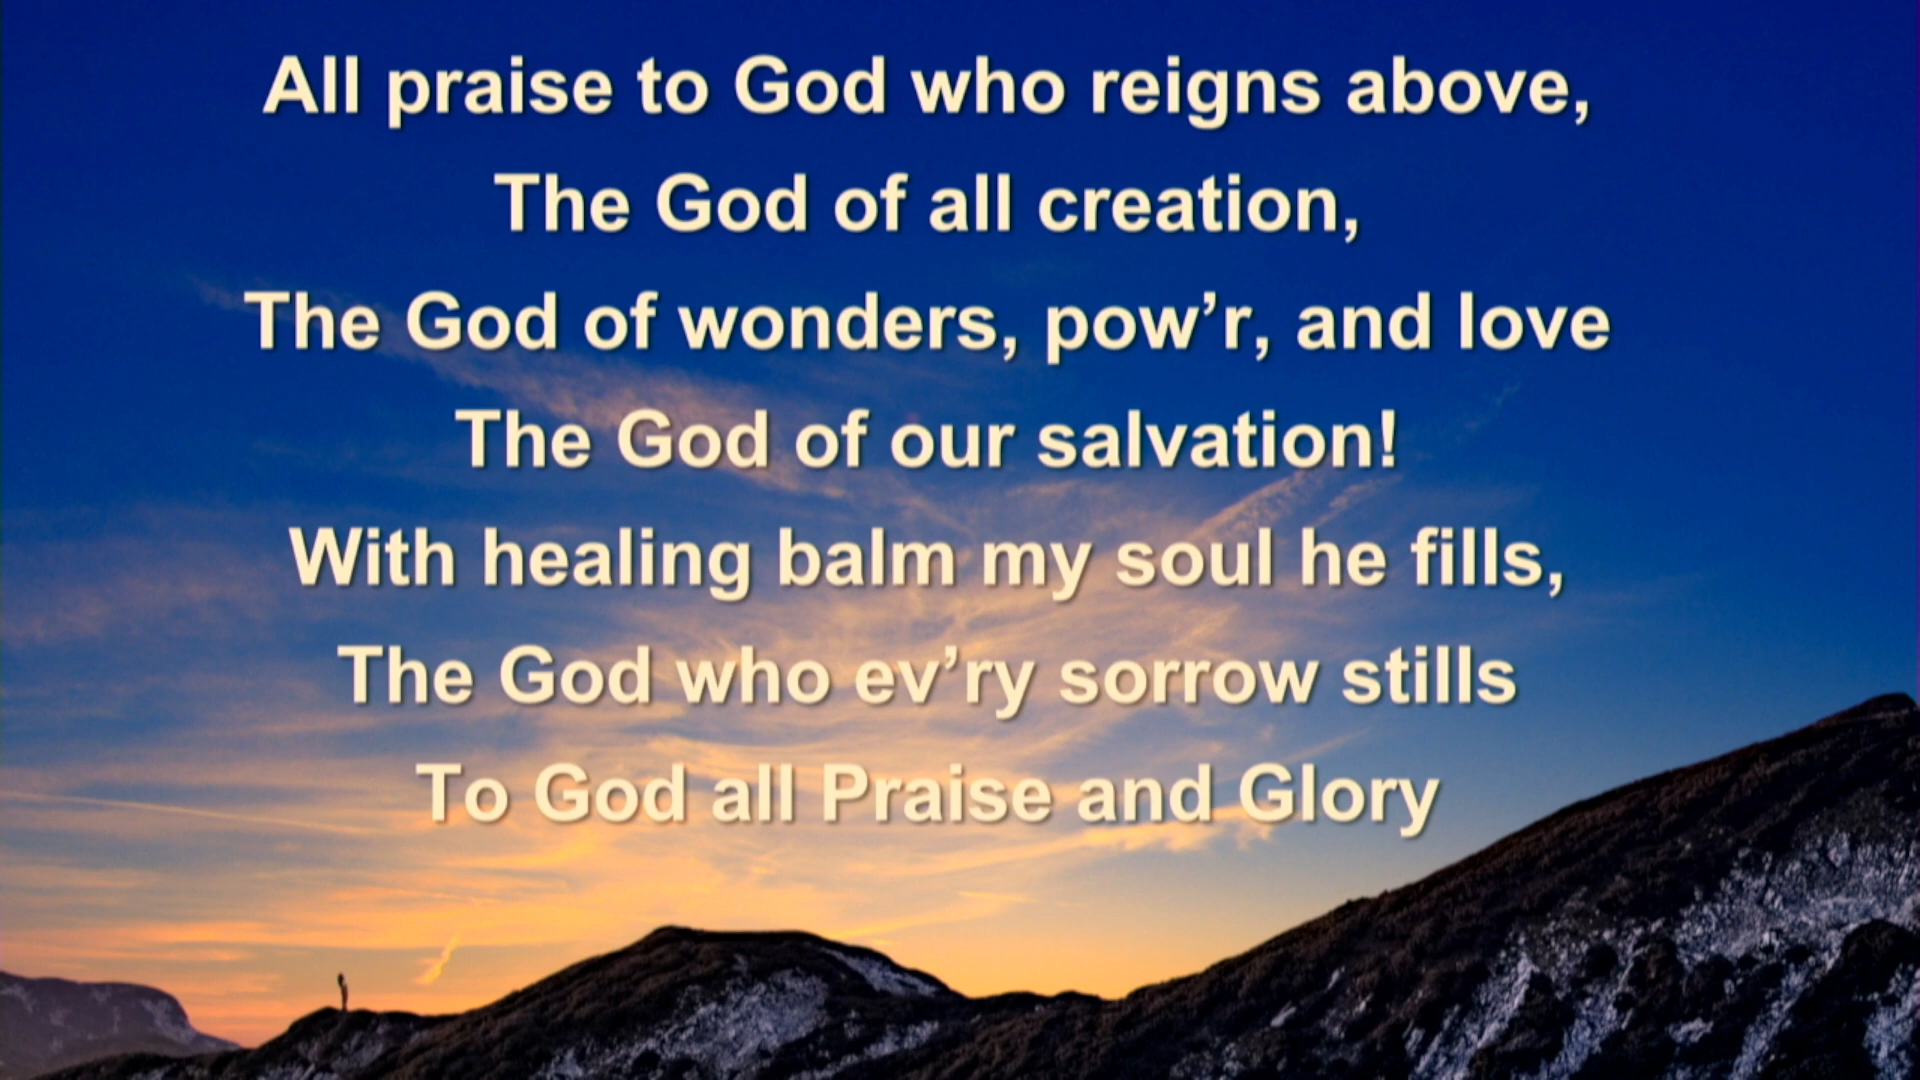 All praise to God who reigns above,
The God of all creation,
The God of wonders, pow’r, and love
The God of our salvation!
With healing balm my soul he fills,
The God who ev’ry sorrow stills
To God all Praise and Glory